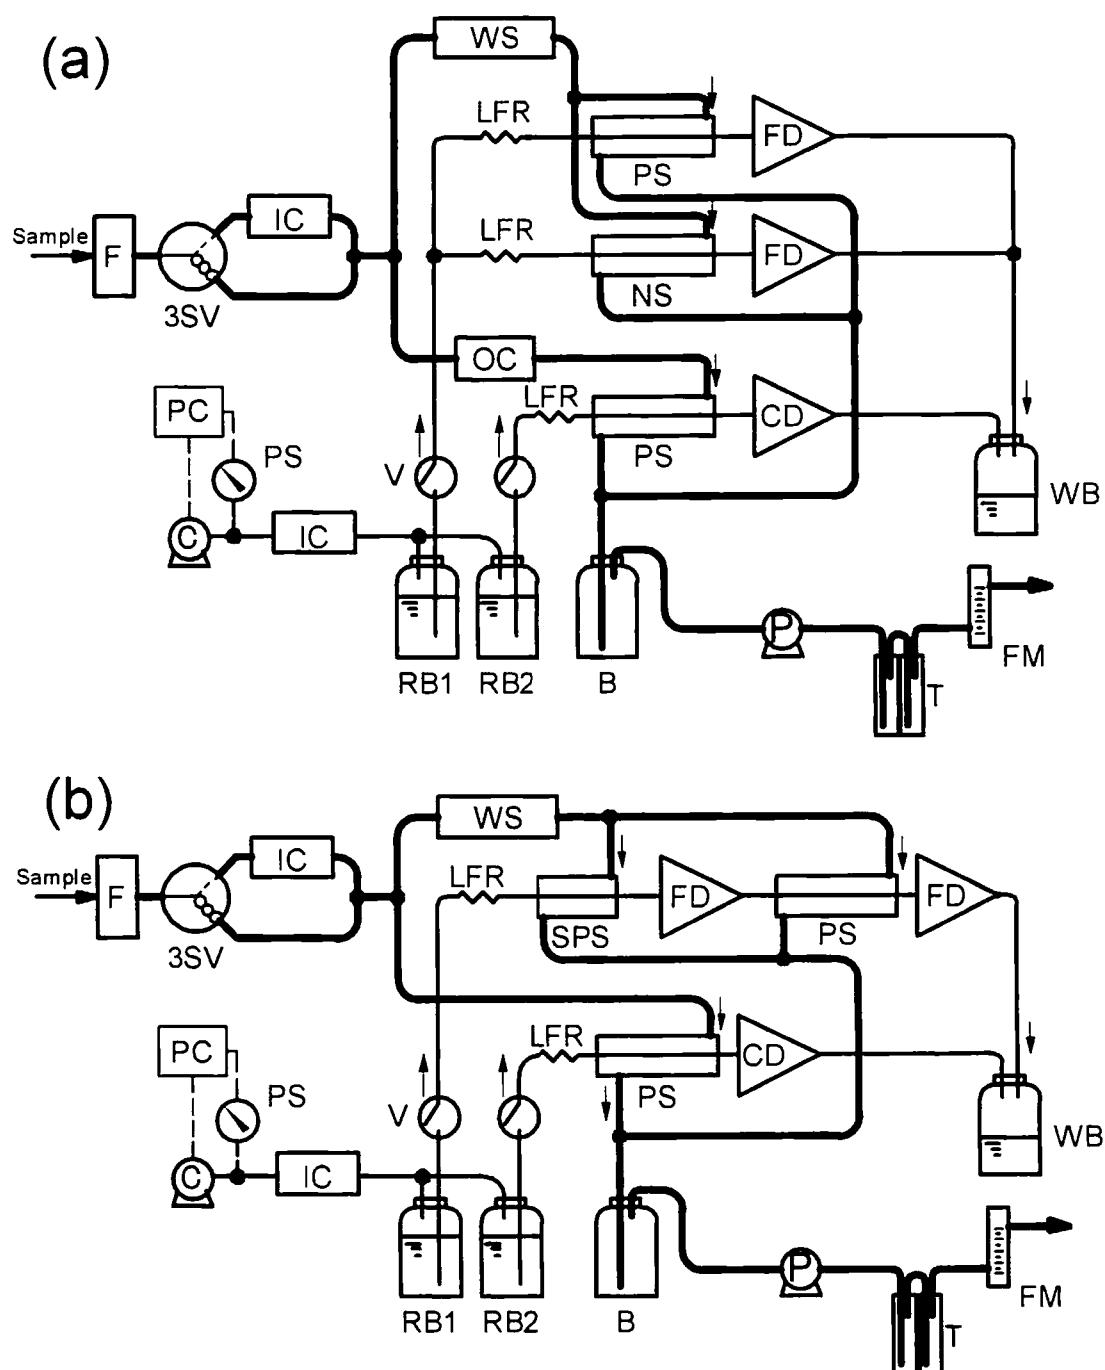 (a)
WS
LFR
FD
PS
IC
Sample
F
LFR
FD
3SV
NS
OC
PC
LFR
CD
PS
V
PS
WB
C
IC
P
FM
RB1
RB2
B
T
(b)
WS
IC
Sample
F
LFR
FD
FD
SPS
PS
3SV
PC
LFR
CD
PS
V
PS
WB
C
IC
P
RB1
RB2
B
FM
T